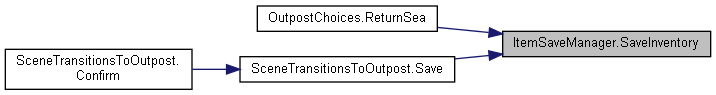 OutpostChoices.ReturnSea
ItemSaveManager.SaveInventory
SceneTransitionsToOutpost.
Confirm
SceneTransitionsToOutpost.Save